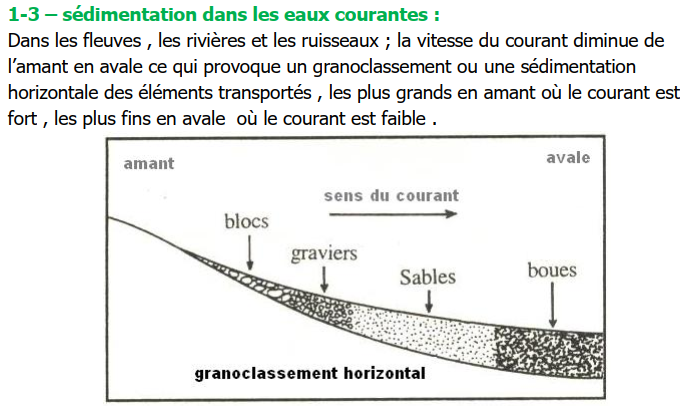 1-3 – sédimentation dans les eaux courantes :
Dans les fleuves , les rivières et les ruisseaux ; la vitesse du courant diminue de
l’amant en avale ce qui provoque un granoclassement ou une sédimentation
horizontale des éléments transportés , les plus grands en amant où le courant est
fort , les plus fins en avale où le courant est faible .
amant
avale
sens du courant
blocs
graviers
Sables
boues
granoclassement horizontal